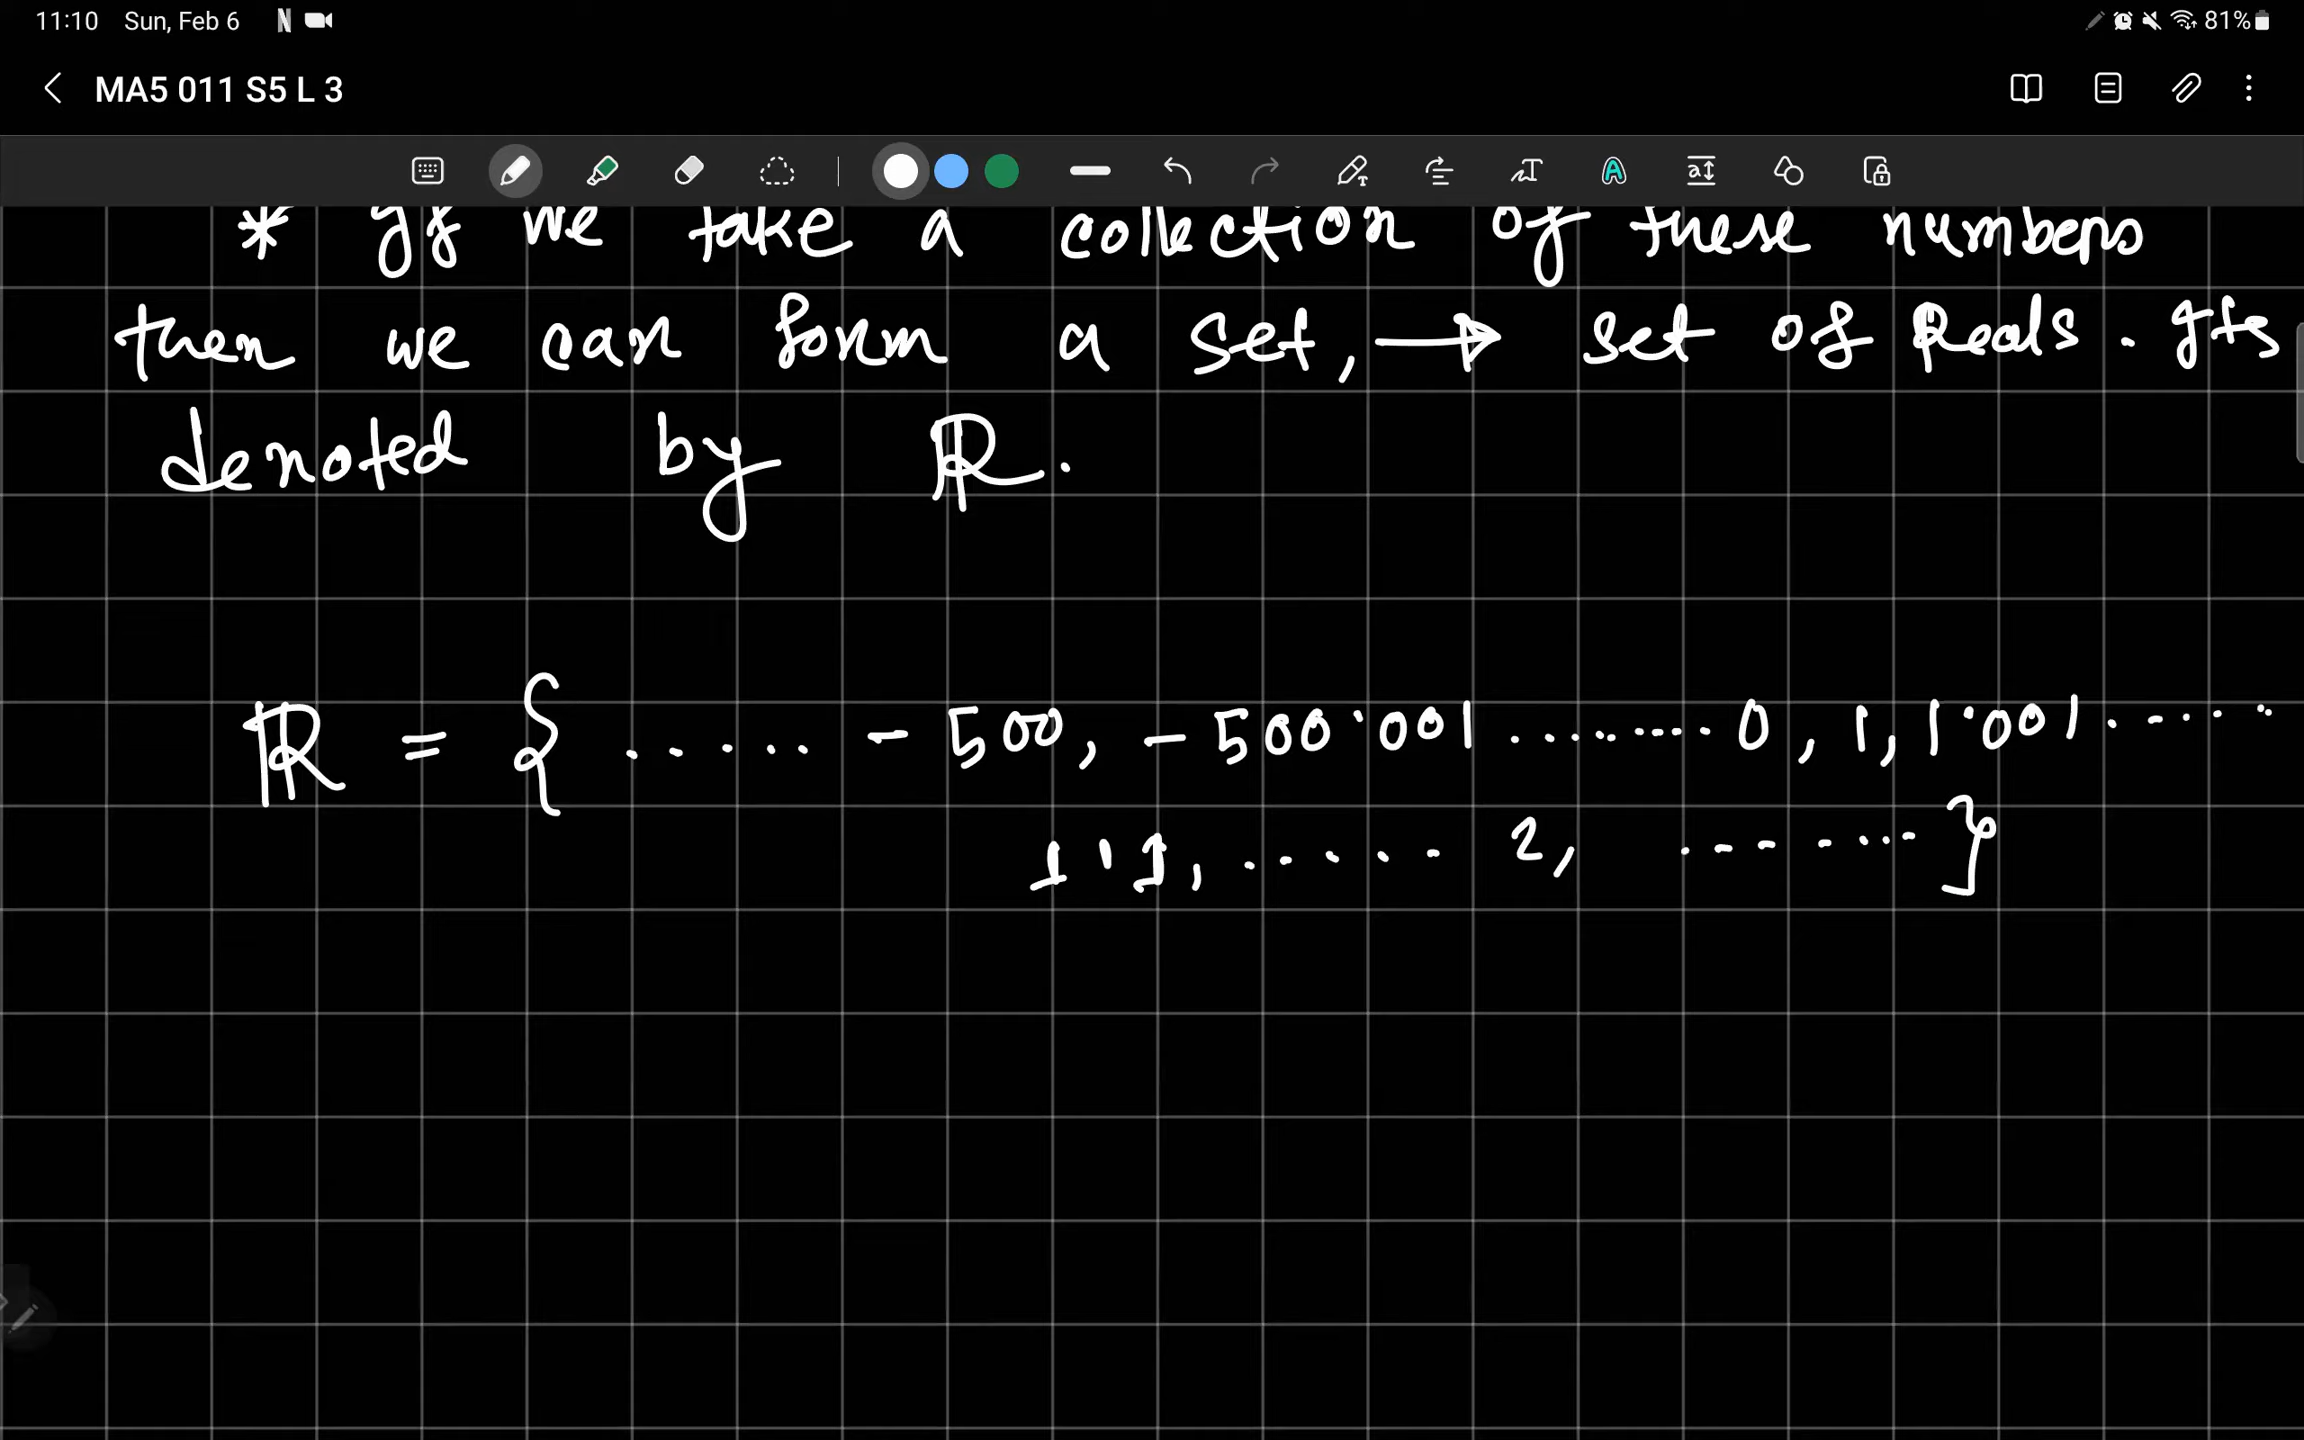 11:10 Sun, Feb 6 N 81%
MA5 011 S5 L 3
* If we take a collection of these numbers
then we can form a set, → set of Reals. Its
denoted by ℝ.
ℝ = { ..... - 500, - 500·001 ......... 0, 1, 1·001 ......
1·1, ..... 2, ....... }